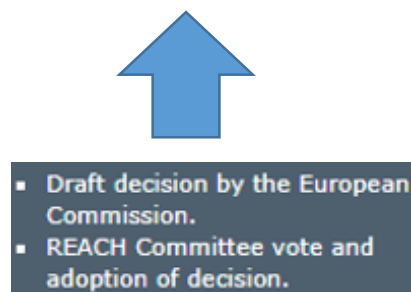 ▪ Draft decision by the European
Commission.
▪ REACH Committee vote and
adoption of decision.